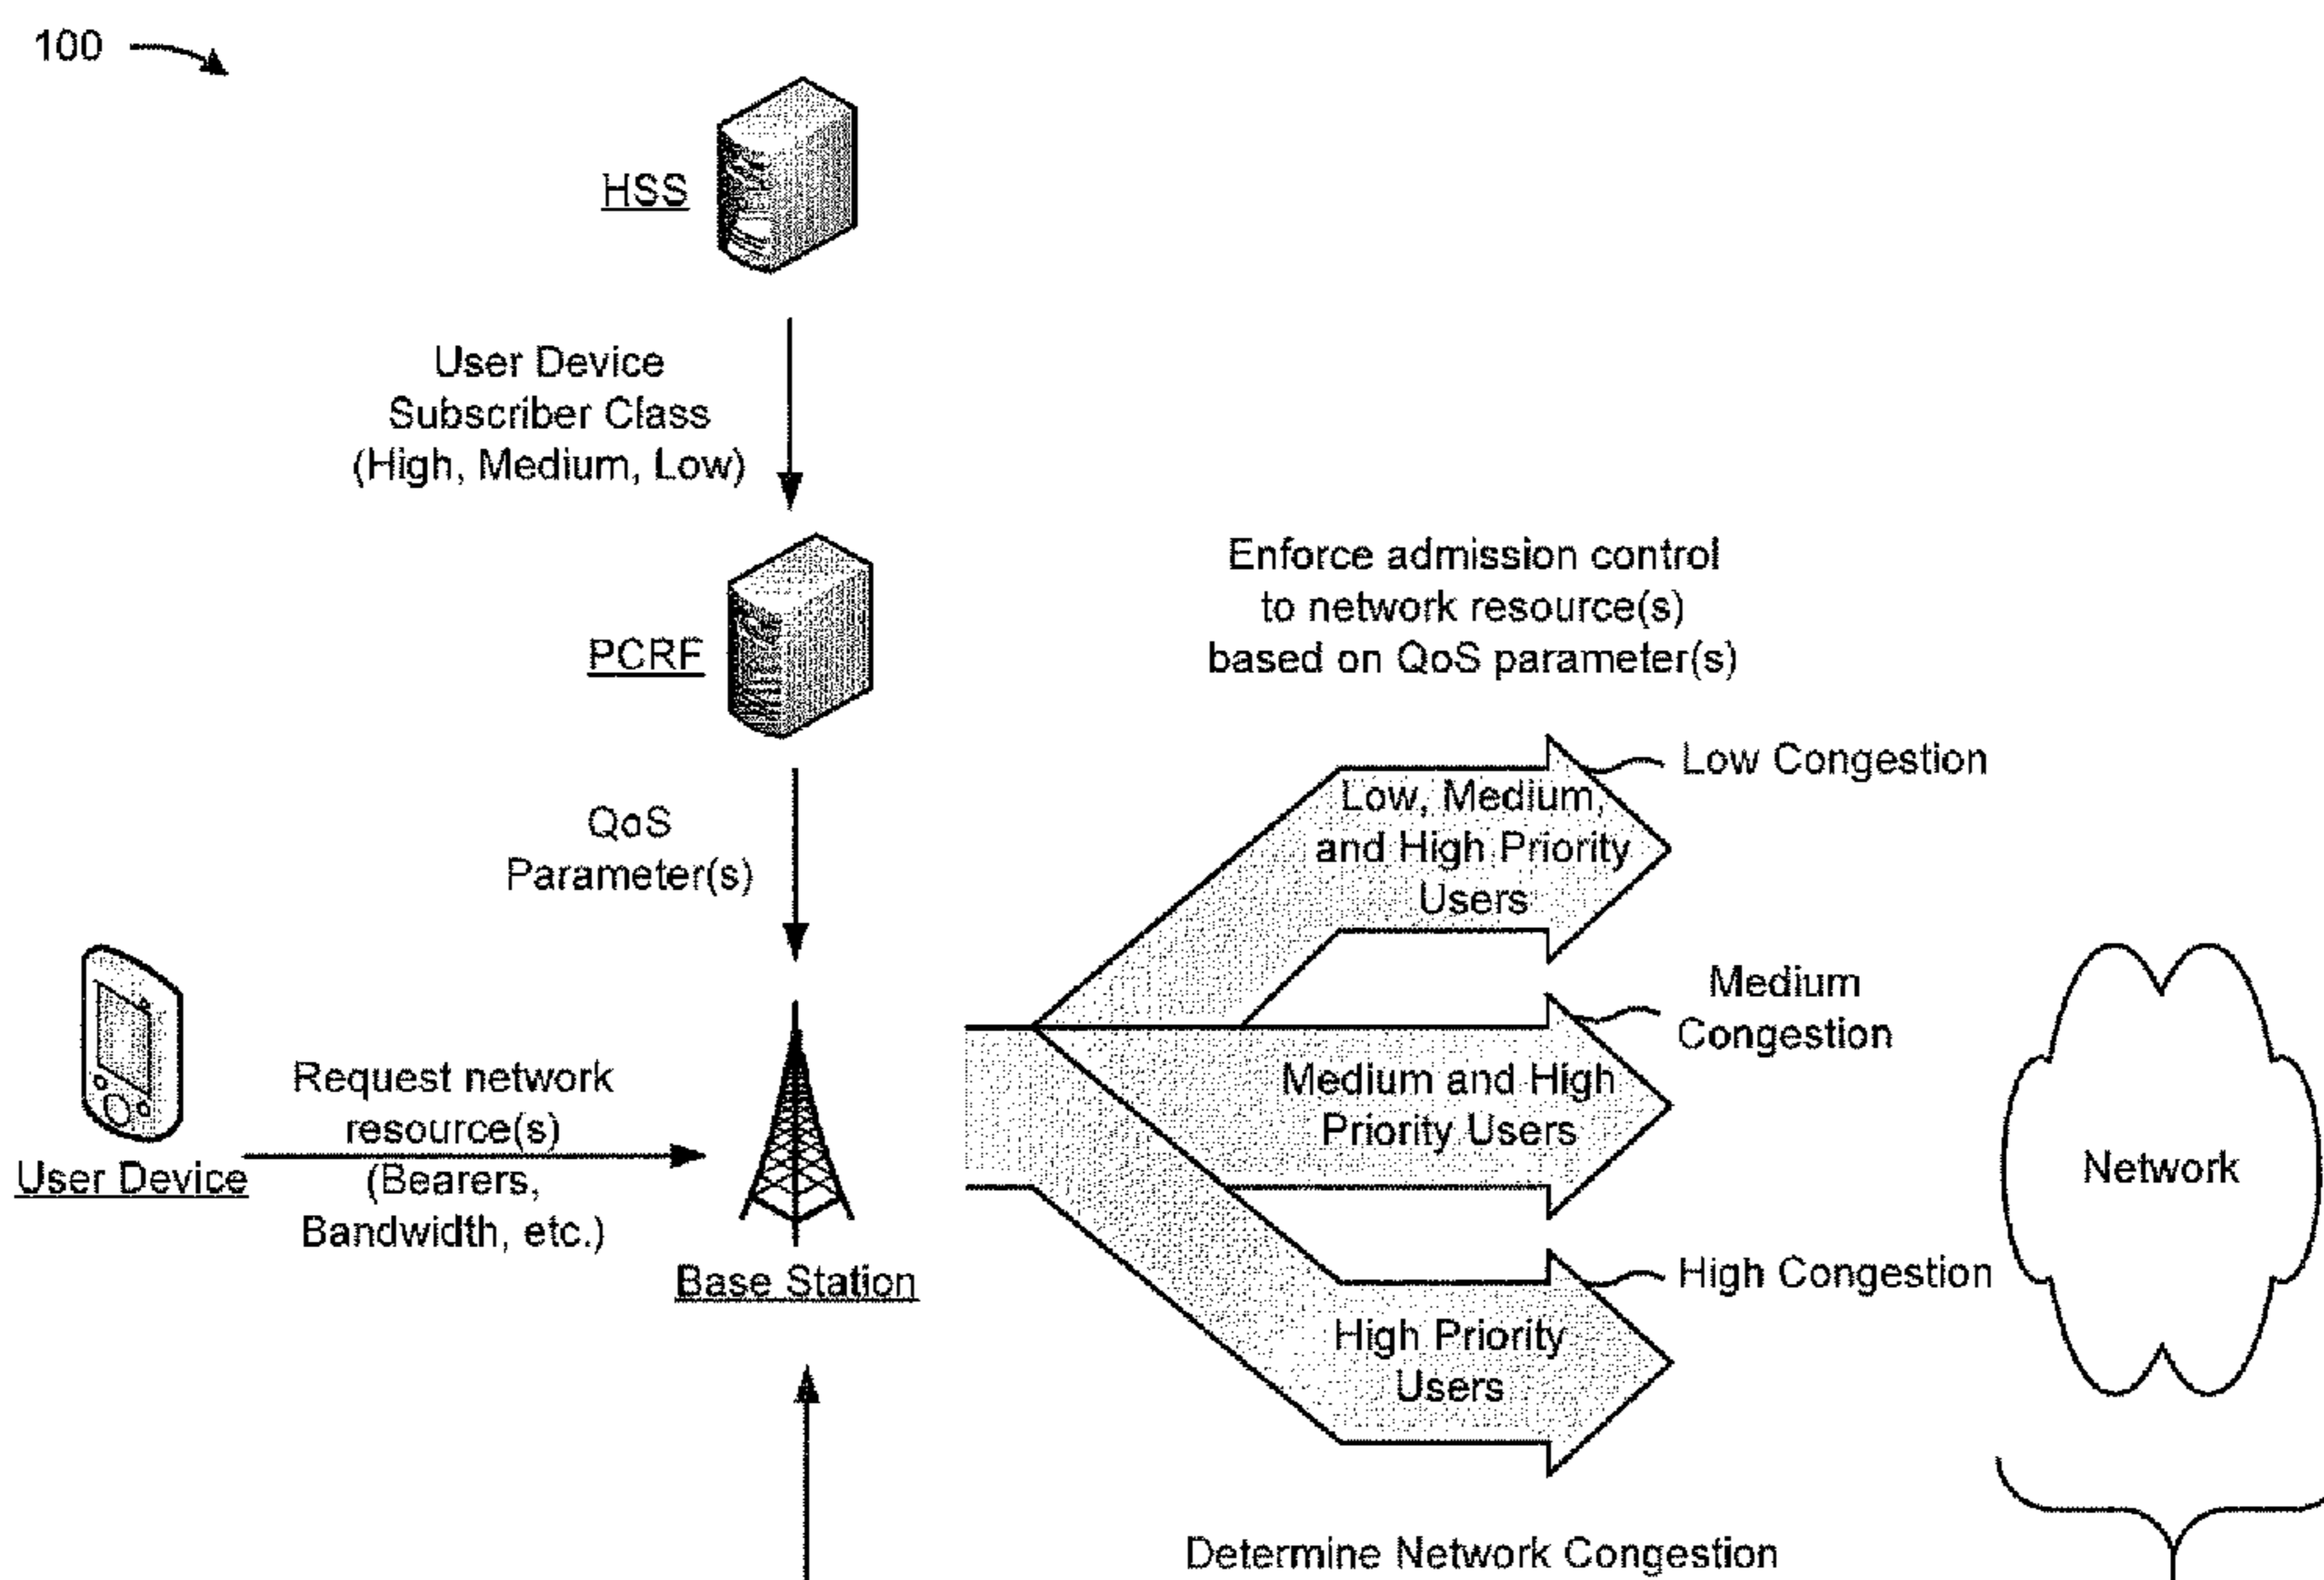 100
HSS
User Device
Subscriber Class
(High, Medium, Low)
PCRF
Enforce admission control
to network resource(s)
based on QoS parameter(s)
QoS
Parameter(s)
Low Congestion
Low, Medium,
and High Priority
Users
Medium
Congestion
Medium and High
Priority Users
Request network
resource(s)
(Bearers,
Bandwidth, etc.)
User Device
Base Station
High Congestion
High Priority
Users
Network
Determine Network Congestion